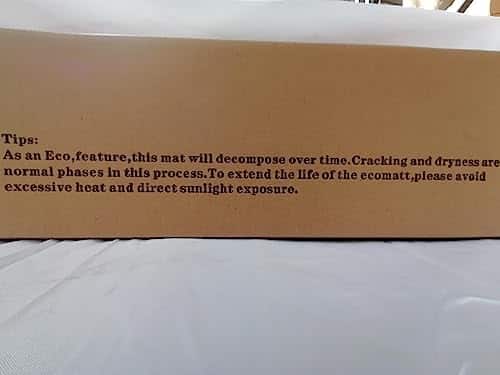 Tips:
As an Eco,feature,this mat will decompose over time.Cracking and dryness are
normal phases in this process.To extend the life of the ecomatt,please avoid
excessive heat and direct sunlight exposure.